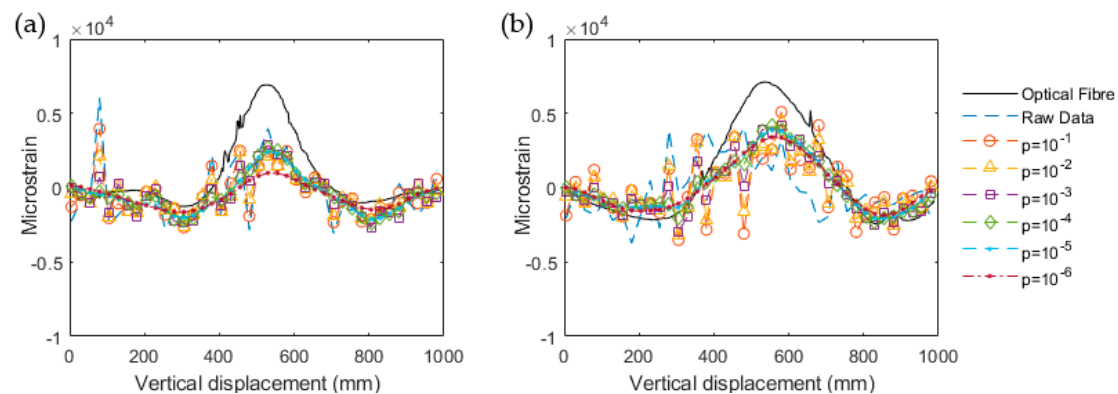 (a)
× 10⁴
1
0.5
0
-0.5
-1
Microstrain
0 200 400 600 800 1000
Vertical displacement (mm)
(b)
× 10⁴
1
0.5
0
-0.5
-1
Microstrain
0 200 400 600 800 1000
Vertical displacement (mm)
Optical Fibre
Raw Data
p=10⁻¹
p=10⁻²
p=10⁻³
p=10⁻⁴
p=10⁻⁵
p=10⁻⁶